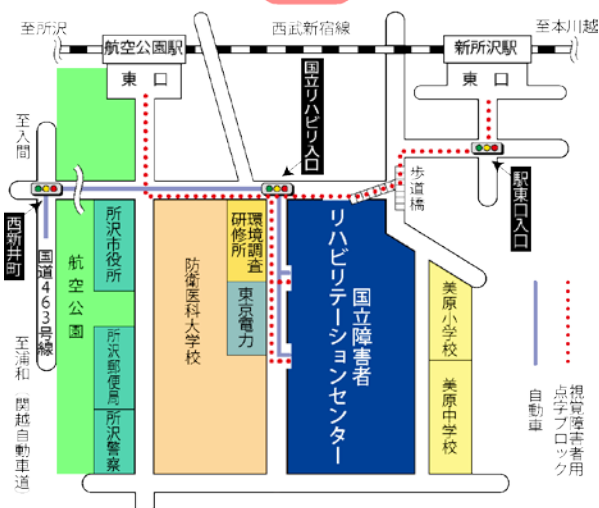 至所沢
西武新宿線
至本川越
航空公園駅
東口
国立リハビリ入口
新所沢駅
東口
至入間
西新井町
国道463号線
至浦和
関越自動車道
航空公園
所沢市役所
所沢郵便局
所沢警察
防衛医科大学校
環境調査
研修所
東京電力
国立障害者
リハビリテーションセンター
歩道橋
駅東口入口
美原小学校
美原中学校
自動車
視覚障害者用
点字ブロック